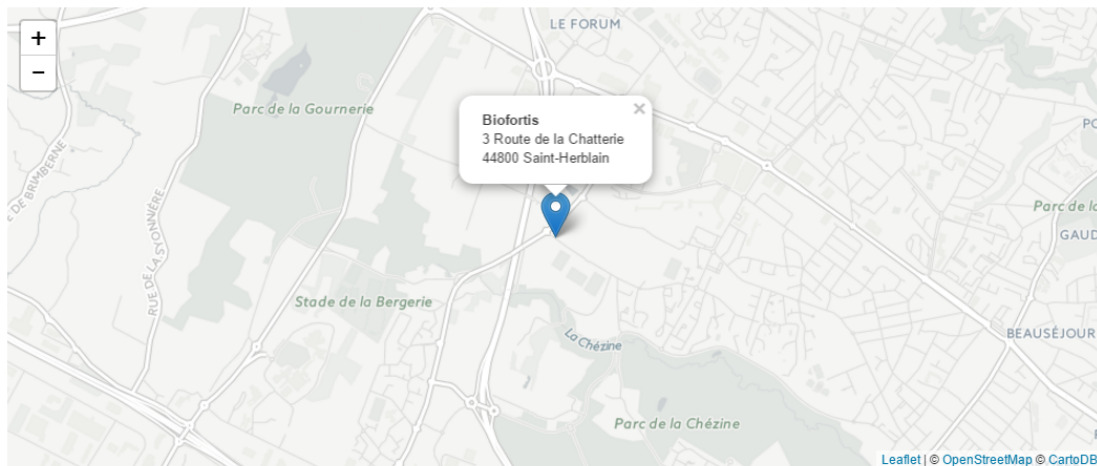 LE FORUM
+
−
Parc de la Gournerie
×
Biofortis
3 Route de la Chatterie
44800 Saint-Herblain
E DE BRIMBERNE
RUE DE LA SYONNIÈRE
Parc de la
GAUD
Stade de la Bergerie
La Chézine
BEAUSÉJOUR
Parc de la Chézine
Leaflet | © OpenStreetMap © CartoDB